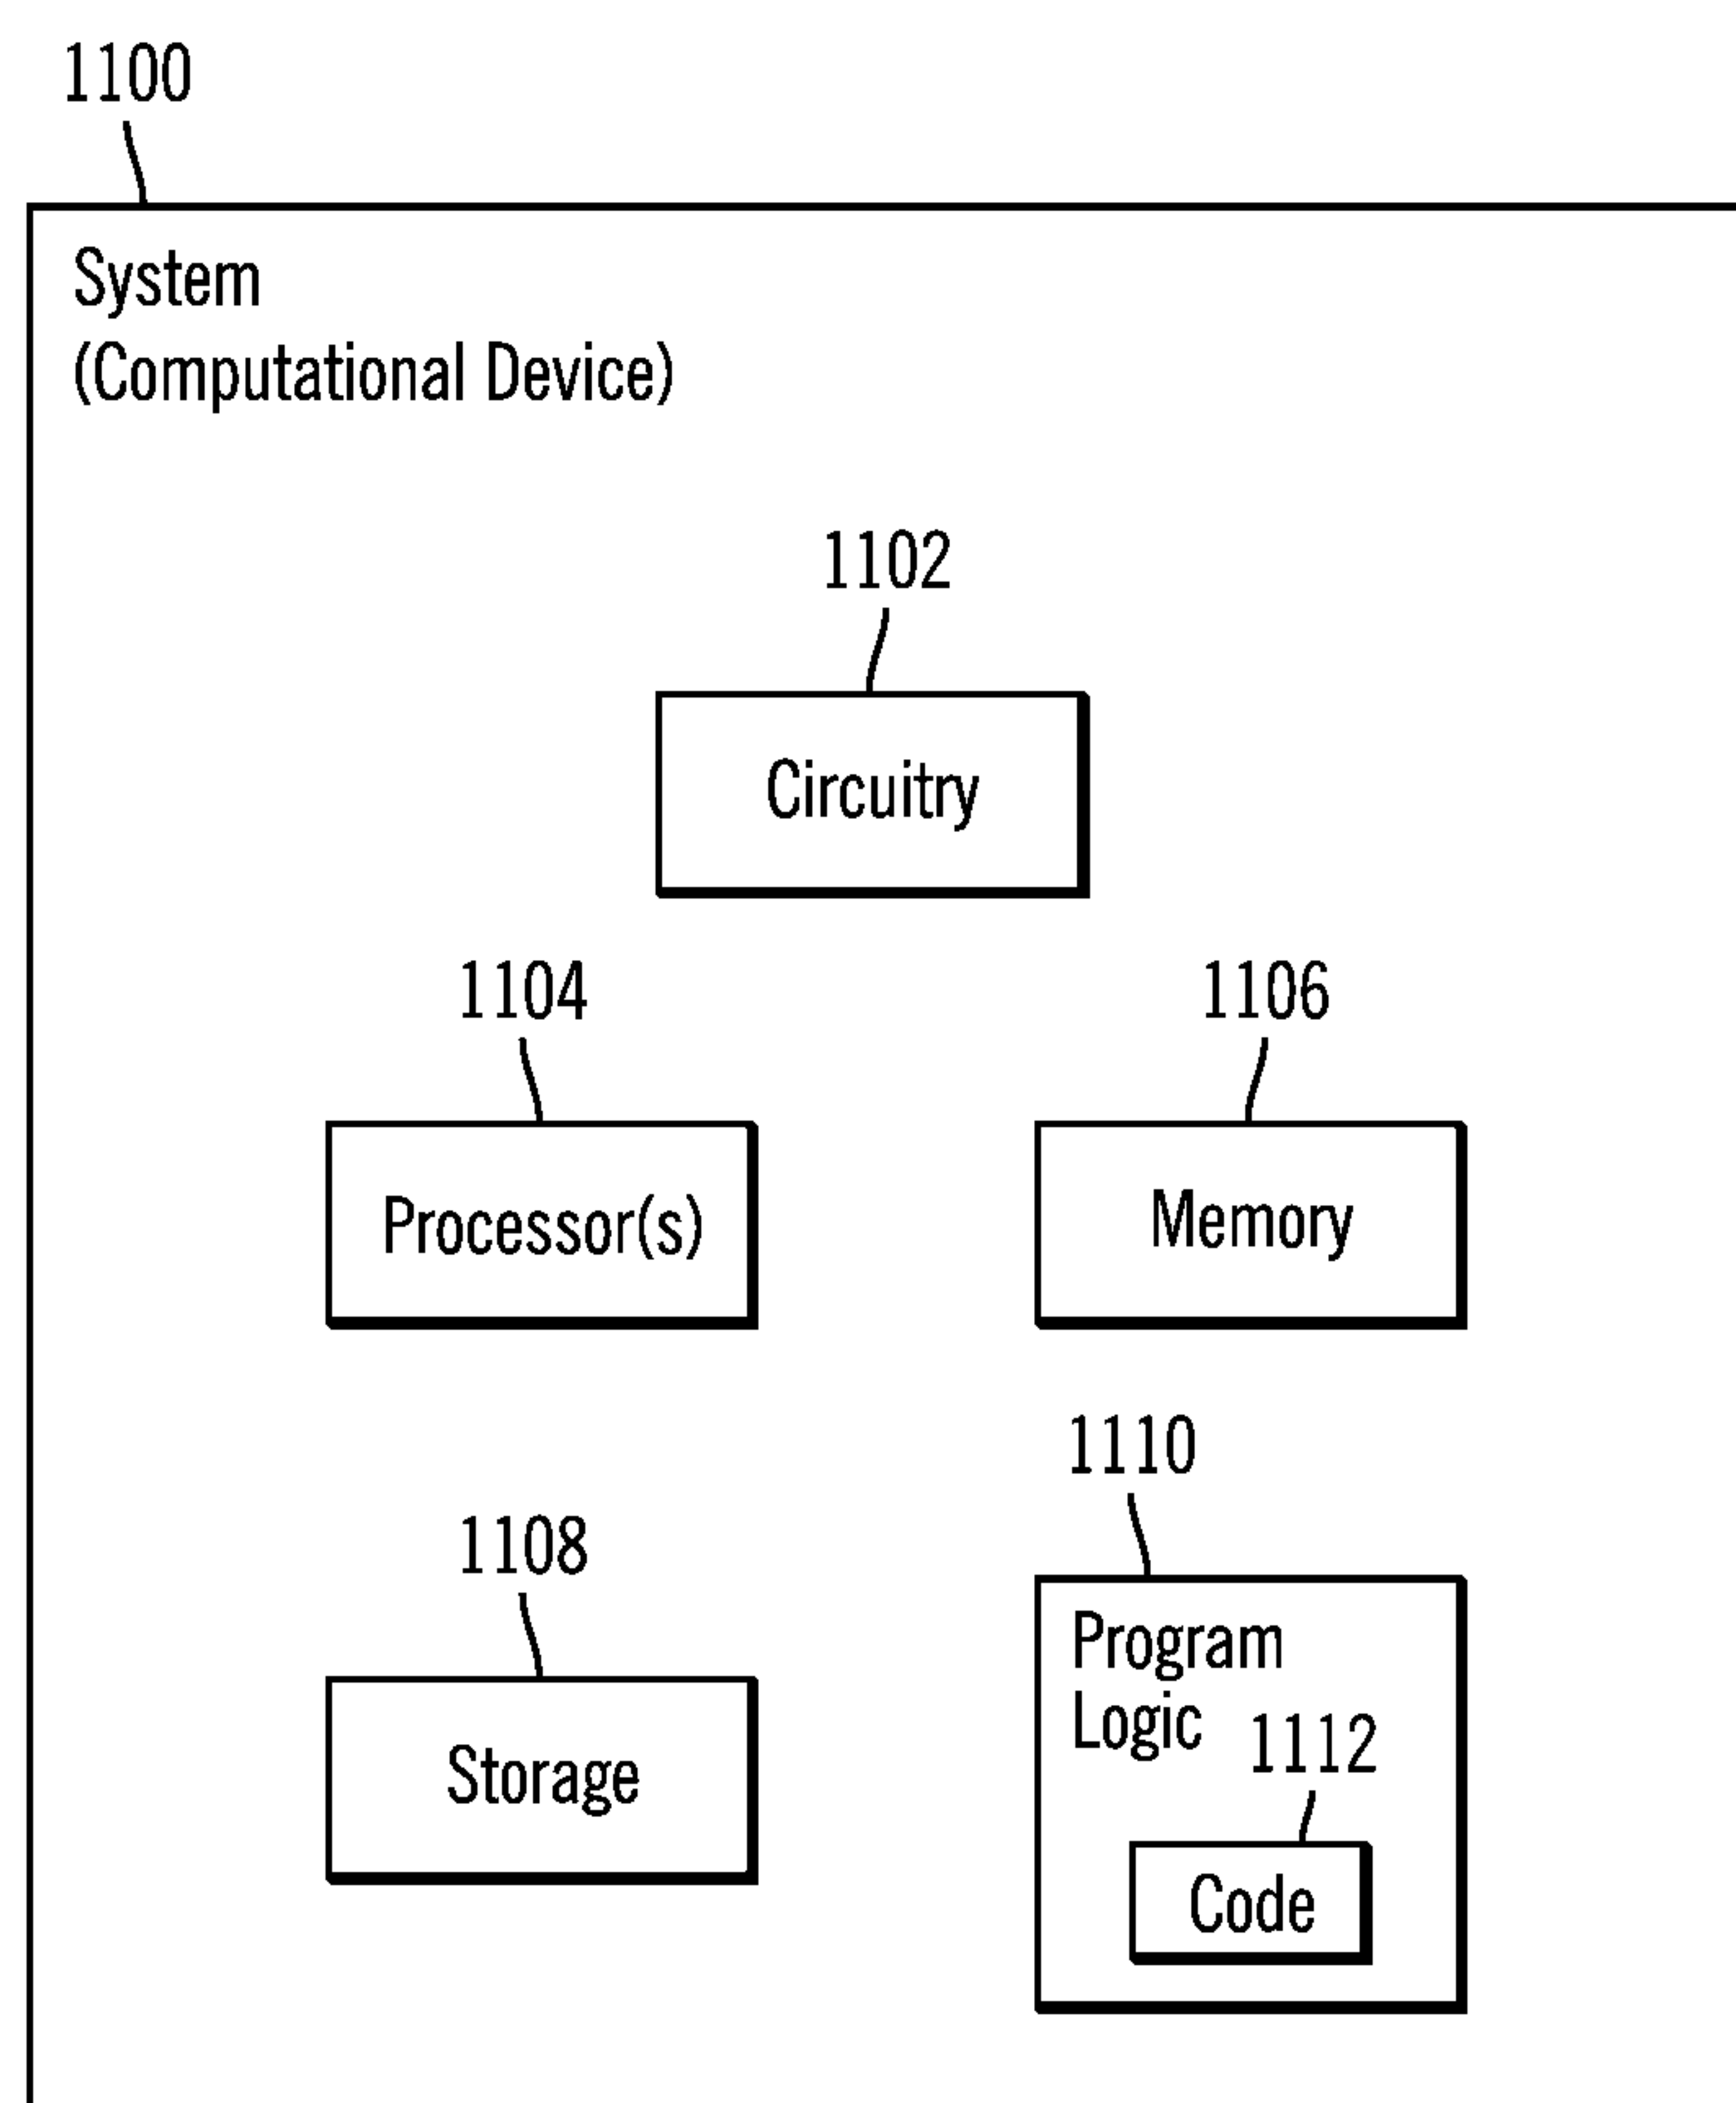 1100
System
(Computational Device)
1102
Circuitry
1104
1106
Processor(s)
Memory
1110
1108
Program
Logic
1112
Storage
Code